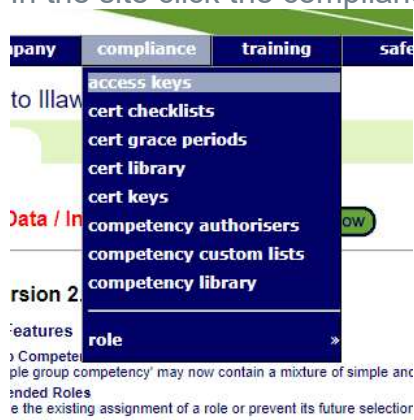 In the site click the complian
mpany compliance training safe
access keys
to Illaw
cert checklists
cert grace periods
cert library
cert keys
Data / In
competency authorisers
ow
competency custom lists
rsion 2.
competency library
Features
role »
Compete
ple group competency' may now contain a mixture of simple and
ended Roles
e the existing assignment of a role or prevent its future selection